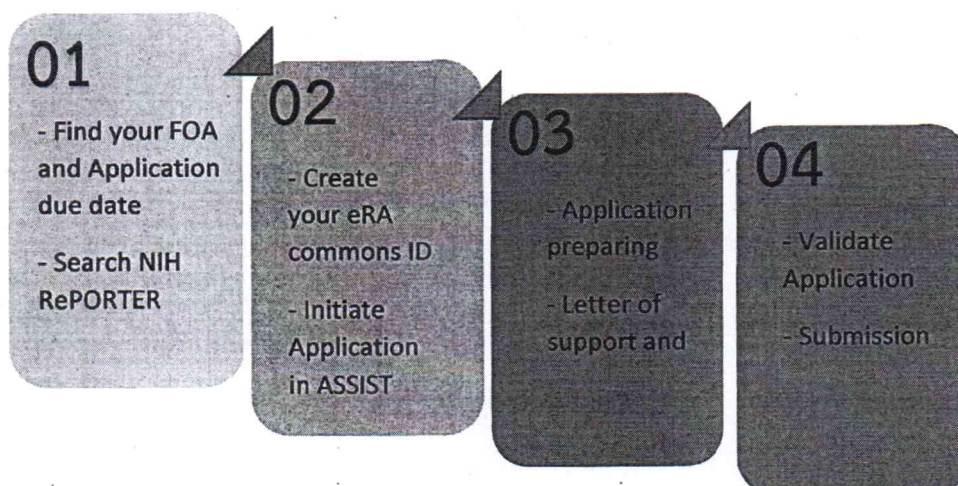 01
- Find your FOA
and Application
due date
- Search NIH
RePORTER
02
- Create
your eRA
commons ID
- Initiate
Application
in ASSIST
03
- Application
preparing
- Letter of
support and
04
- Validate
Application
- Submission